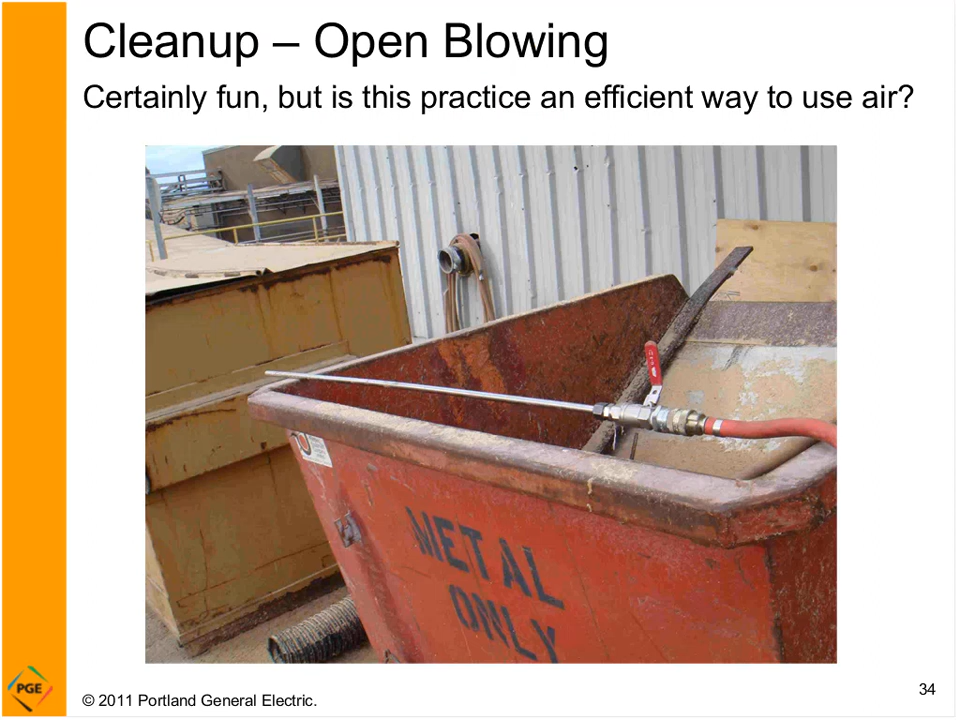 Cleanup – Open Blowing
Certainly fun, but is this practice an efficient way to use air?
METAL
ONLY
PGE
© 2011 Portland General Electric.
34